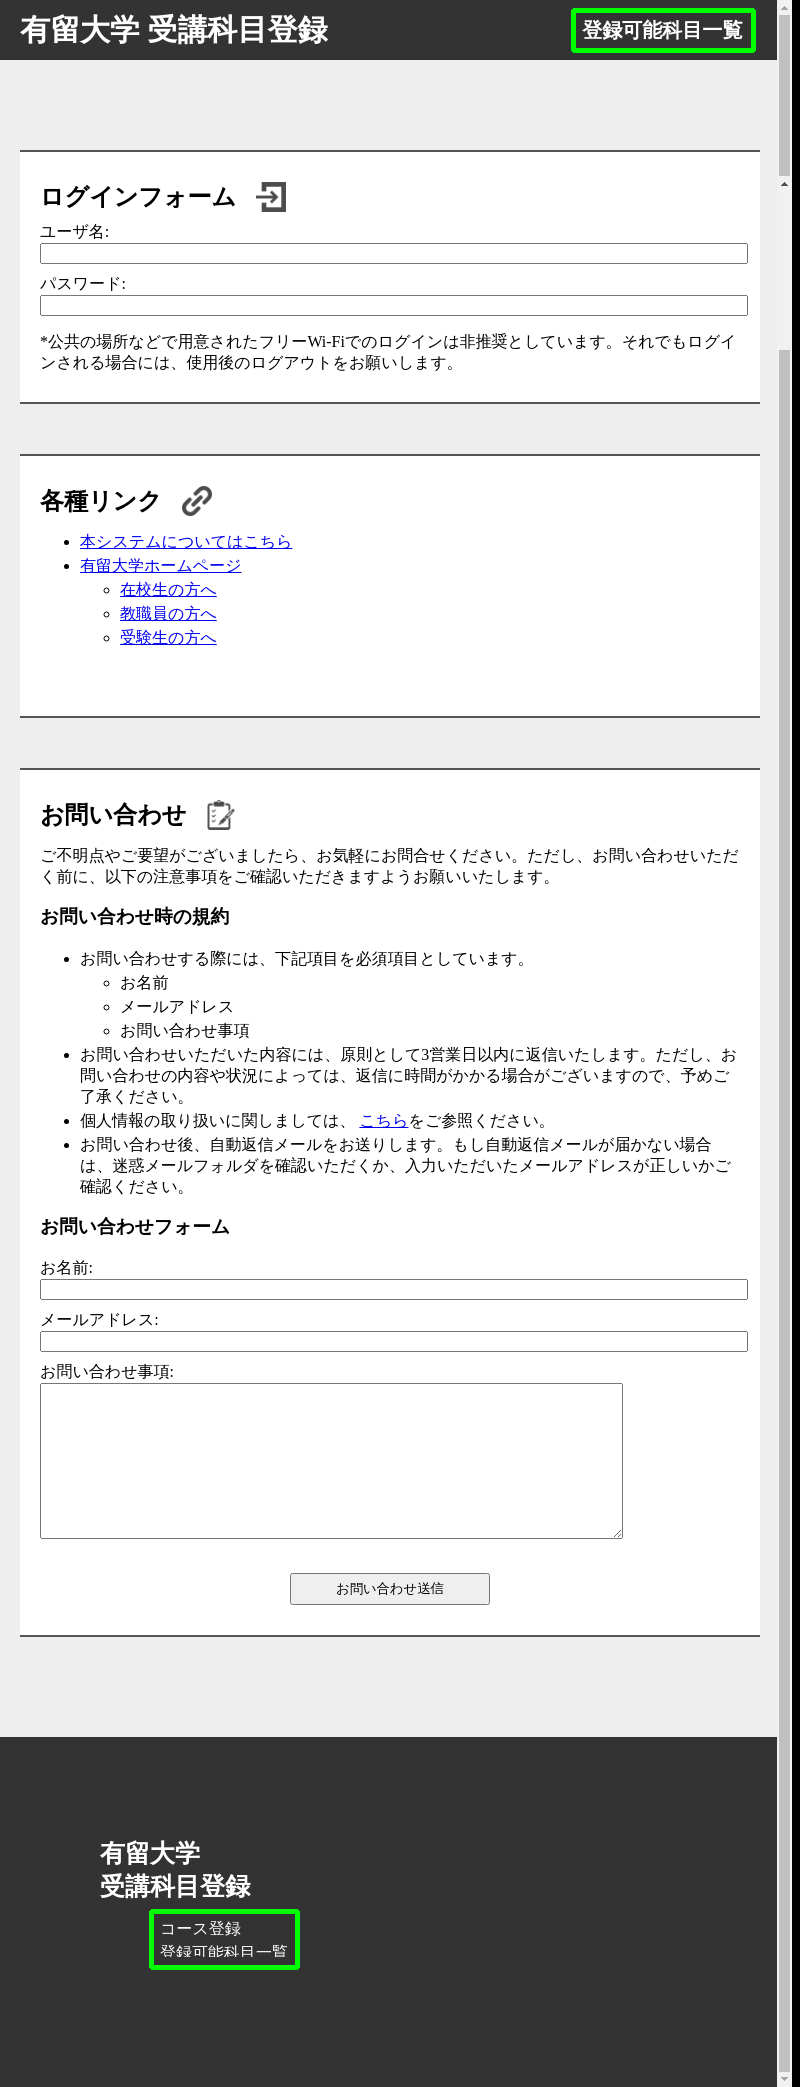 有留大学 受講科目登録
登録可能科目一覧
ログインフォーム
ユーザ名:
パスワード:
*公共の場所などで用意されたフリーWi-Fiでのログインは非推奨としています。それでもログイ
ンされる場合には、使用後のログアウトをお願いします。
各種リンク
本システムについてはこちら
有留大学ホームページ
在校生の方へ
教職員の方へ
受験生の方へ
お問い合わせ
ご不明点やご要望がございましたら、お気軽にお問合せください。ただし、お問い合わせいただ
く前に、以下の注意事項をご確認いただきますようお願いいたします。
お問い合わせ時の規約
お問い合わせする際には、下記項目を必須項目としています。
お名前
メールアドレス
お問い合わせ事項
お問い合わせいただいた内容には、原則として3営業日以内に返信いたします。ただし、お
問い合わせの内容や状況によっては、返信に時間がかかる場合がございますので、予めご
了承ください。
個人情報の取り扱いに関しましては、 こちらをご参照ください。
お問い合わせ後、自動返信メールをお送りします。もし自動返信メールが届かない場合
は、迷惑メールフォルダを確認いただくか、入力いただいたメールアドレスが正しいかご
確認ください。
お問い合わせフォーム
お名前:
メールアドレス:
お問い合わせ事項:
お問い合わせ送信
有留大学
受講科目登録
コース登録
登録可能科目一覧